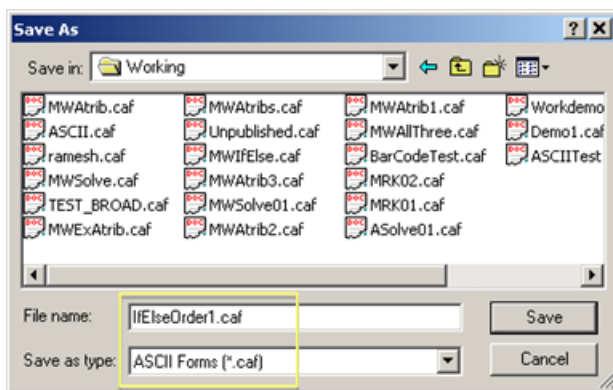 Save As
Save in: Working
MWAtrib.caf MWAtribs.caf MWAtrib1.caf Workdemo
ASCII.caf Unpublished.caf MWAllThree.caf Demo1.caf
ramesh.caf MWIfElse.caf BarCodeTest.caf ASCIITest
MWSolve.caf MWAtrib3.caf MRK02.caf
TEST_BROAD.caf MWSolve01.caf MRK01.caf
MWExAtrib.caf MWAtrib2.caf ASolve01.caf
File name: IfElseOrder1.caf Save
Save as type: ASCII Forms (*.caf) Cancel